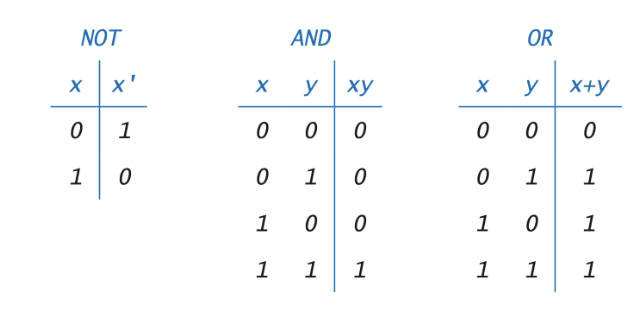 NOT AND OR
x x' x y xy x y x+y
0 1 0 0 0 0 0 0
1 0 0 1 0 0 1 1
1 0 0 1 0 1
1 1 1 1 1 1